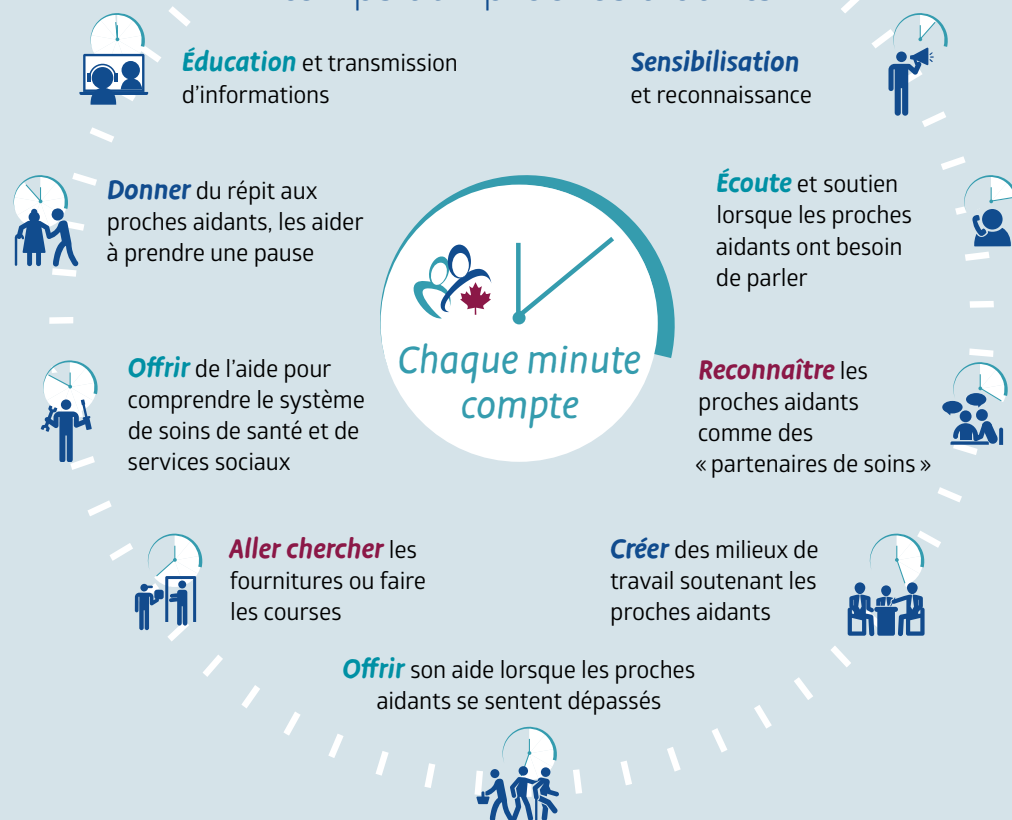 Éducation et transmission
d'informations
Sensibilisation
et reconnaissance
Donner du répit aux
proches aidants, les aider
à prendre une pause
Écoute et soutien
lorsque les proches
aidants ont besoin
de parler
Chaque minute
compte
Offrir de l'aide pour
comprendre le système
de soins de santé et de
services sociaux
Reconnaître les
proches aidants
comme des
« partenaires de soins »
Aller chercher les
fournitures ou faire
les courses
Créer des milieux de
travail soutenant les
proches aidants
Offrir son aide lorsque les proches
aidants se sentent dépassés